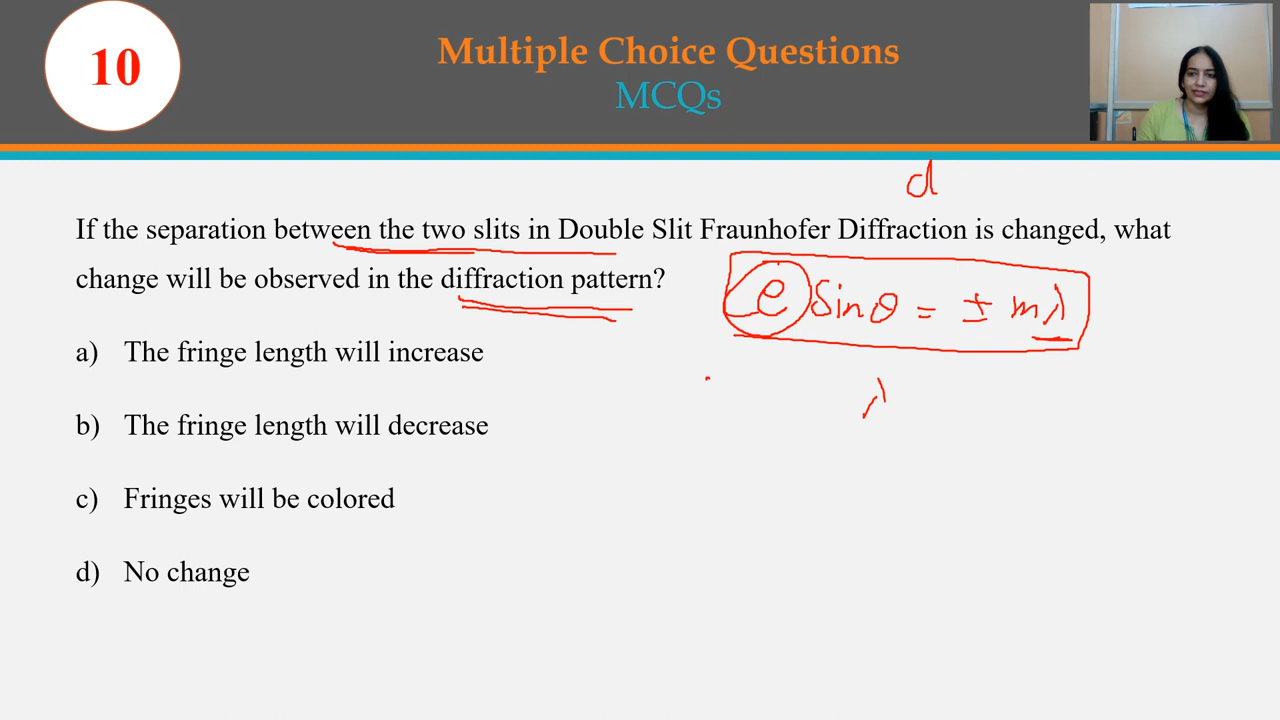 10
Multiple Choice Questions
MCQs
d
If the separation between the two slits in Double Slit Fraunhofer Diffraction is changed, what
change will be observed in the diffraction pattern?
e Sinθ = ± mλ
a) The fringe length will increase
λ
b) The fringe length will decrease
c) Fringes will be colored
d) No change